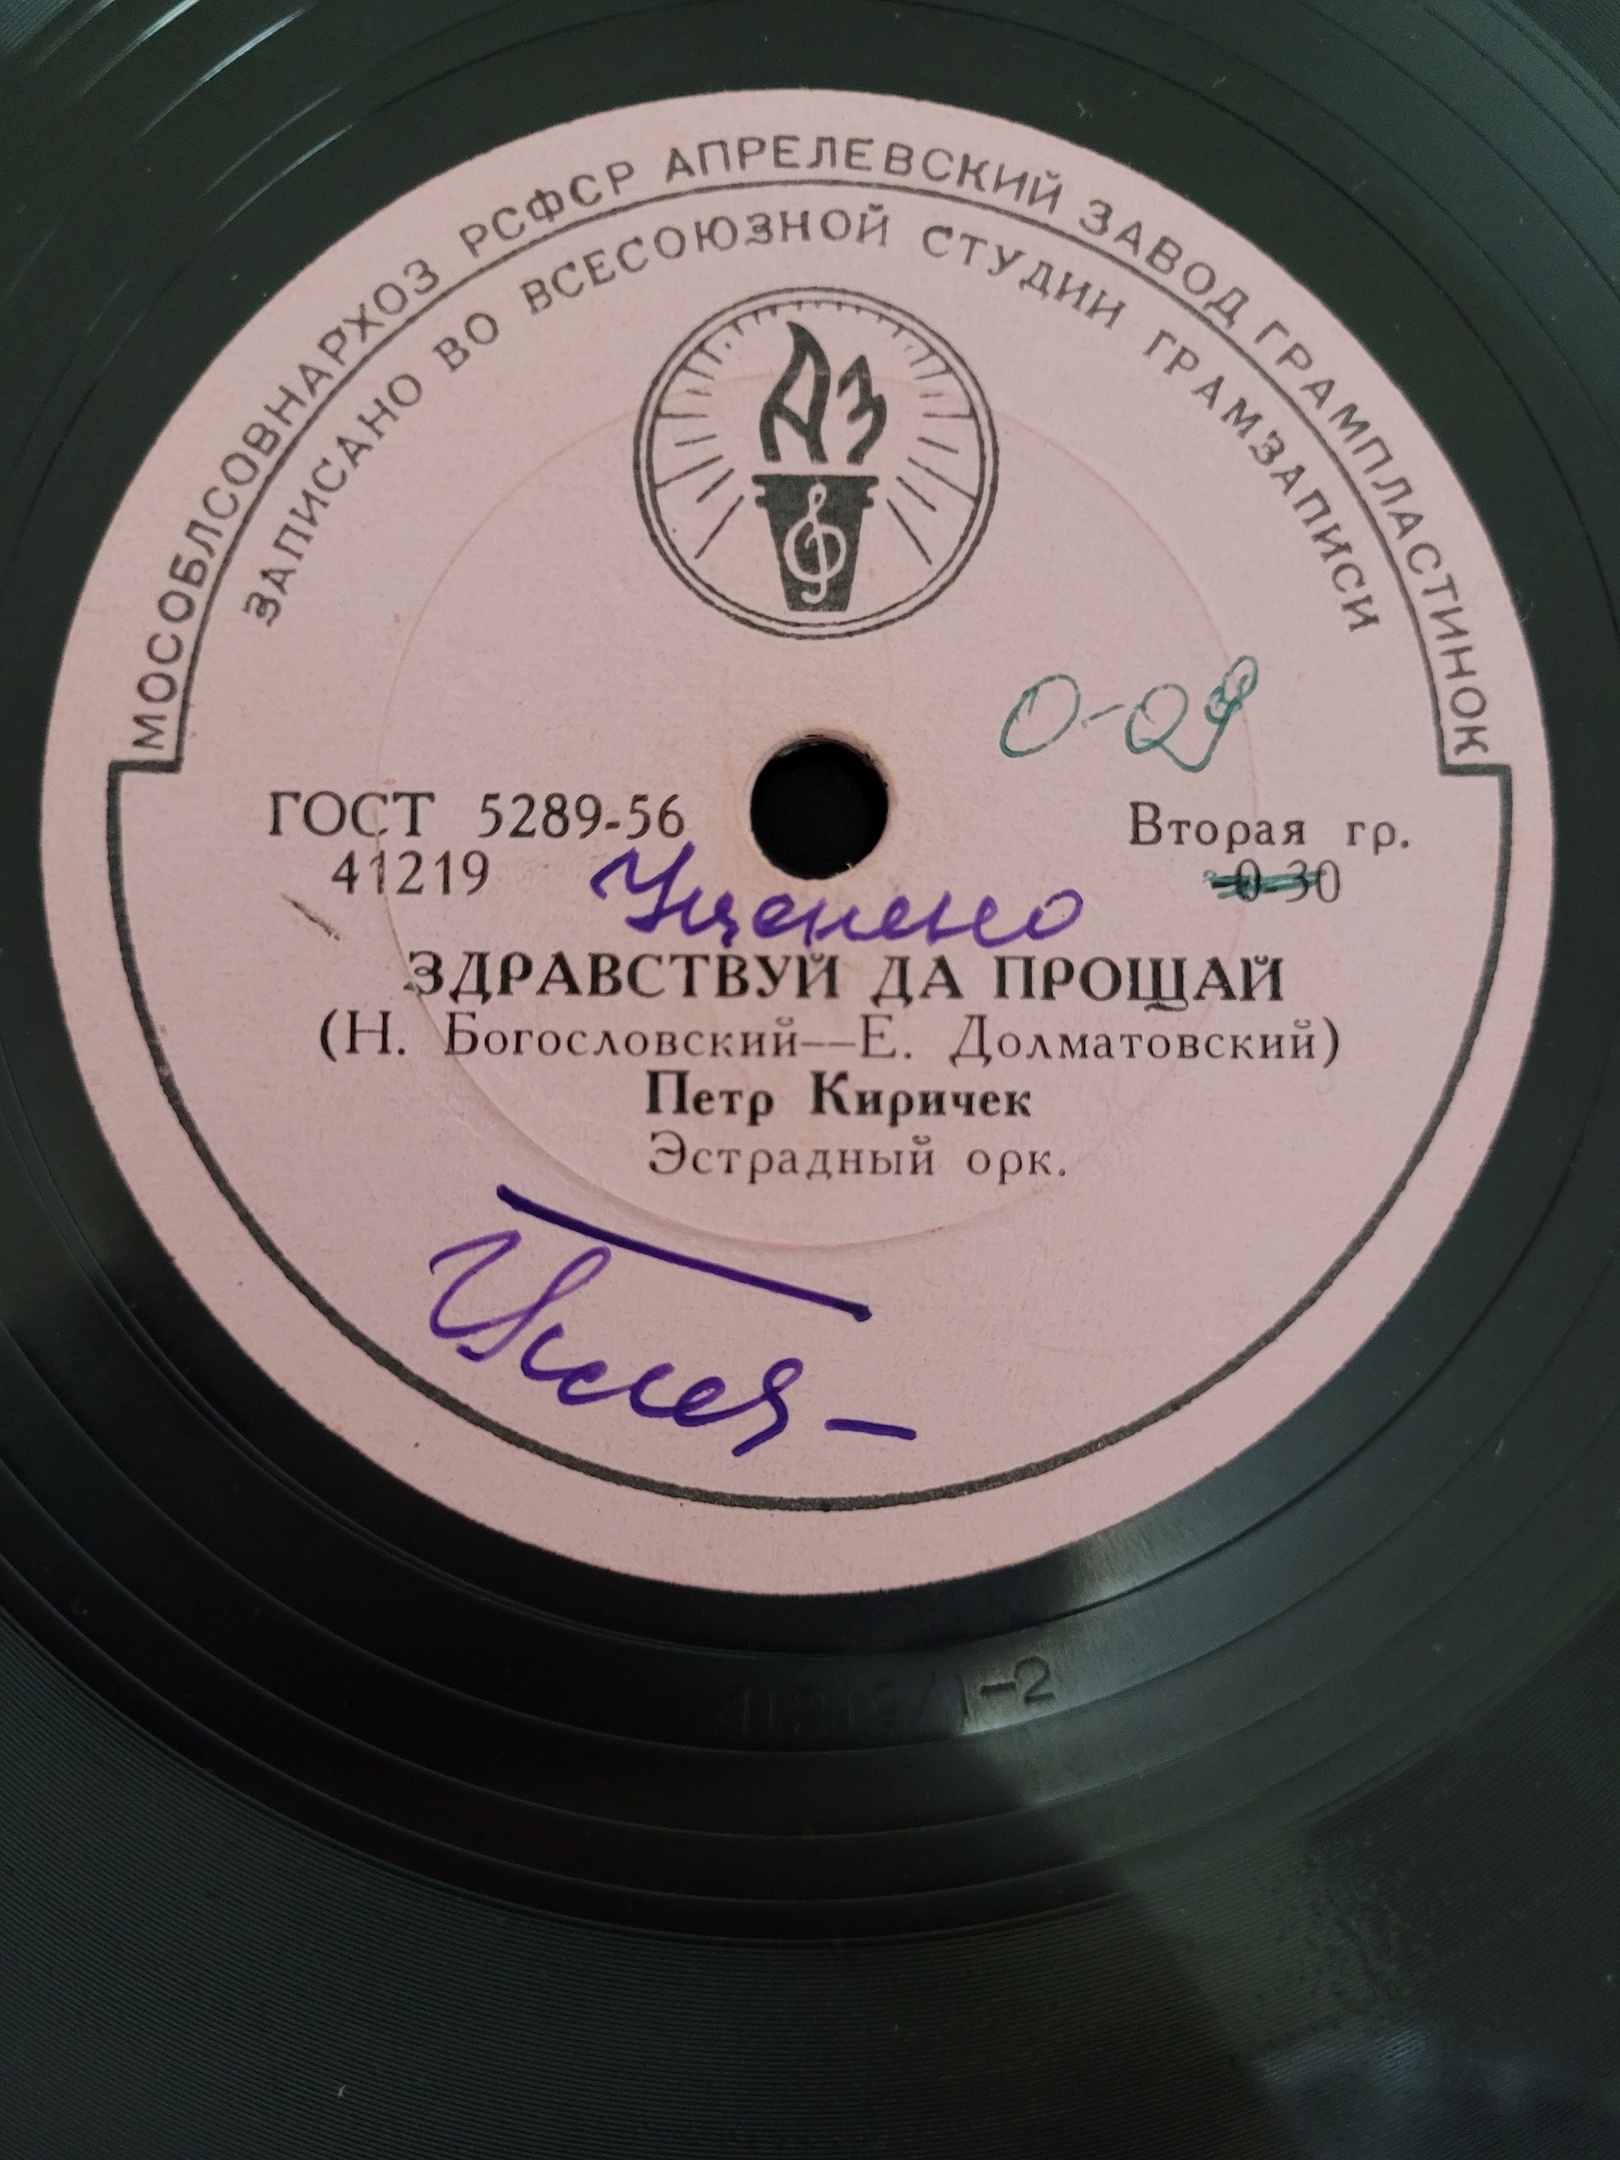 МОСОБЛСОВНАРХОЗ РСФСР АПРЕЛЕВСКИЙ ЗАВОД ГРАМПЛАСТИНОК
ЗАПИСАНО ВО ВСЕСОЮЗНОЙ СТУДИИ ГРАМЗАПИСИ
АЗ
ГОСТ 5289-56
Вторая гр.
41219
0-30
Уценено
ЗДРАВСТВУЙ ДА ПРОЩАЙ
(Н. Богословский—Е. Долматовский)
Петр Киричек
Эстрадный орк.